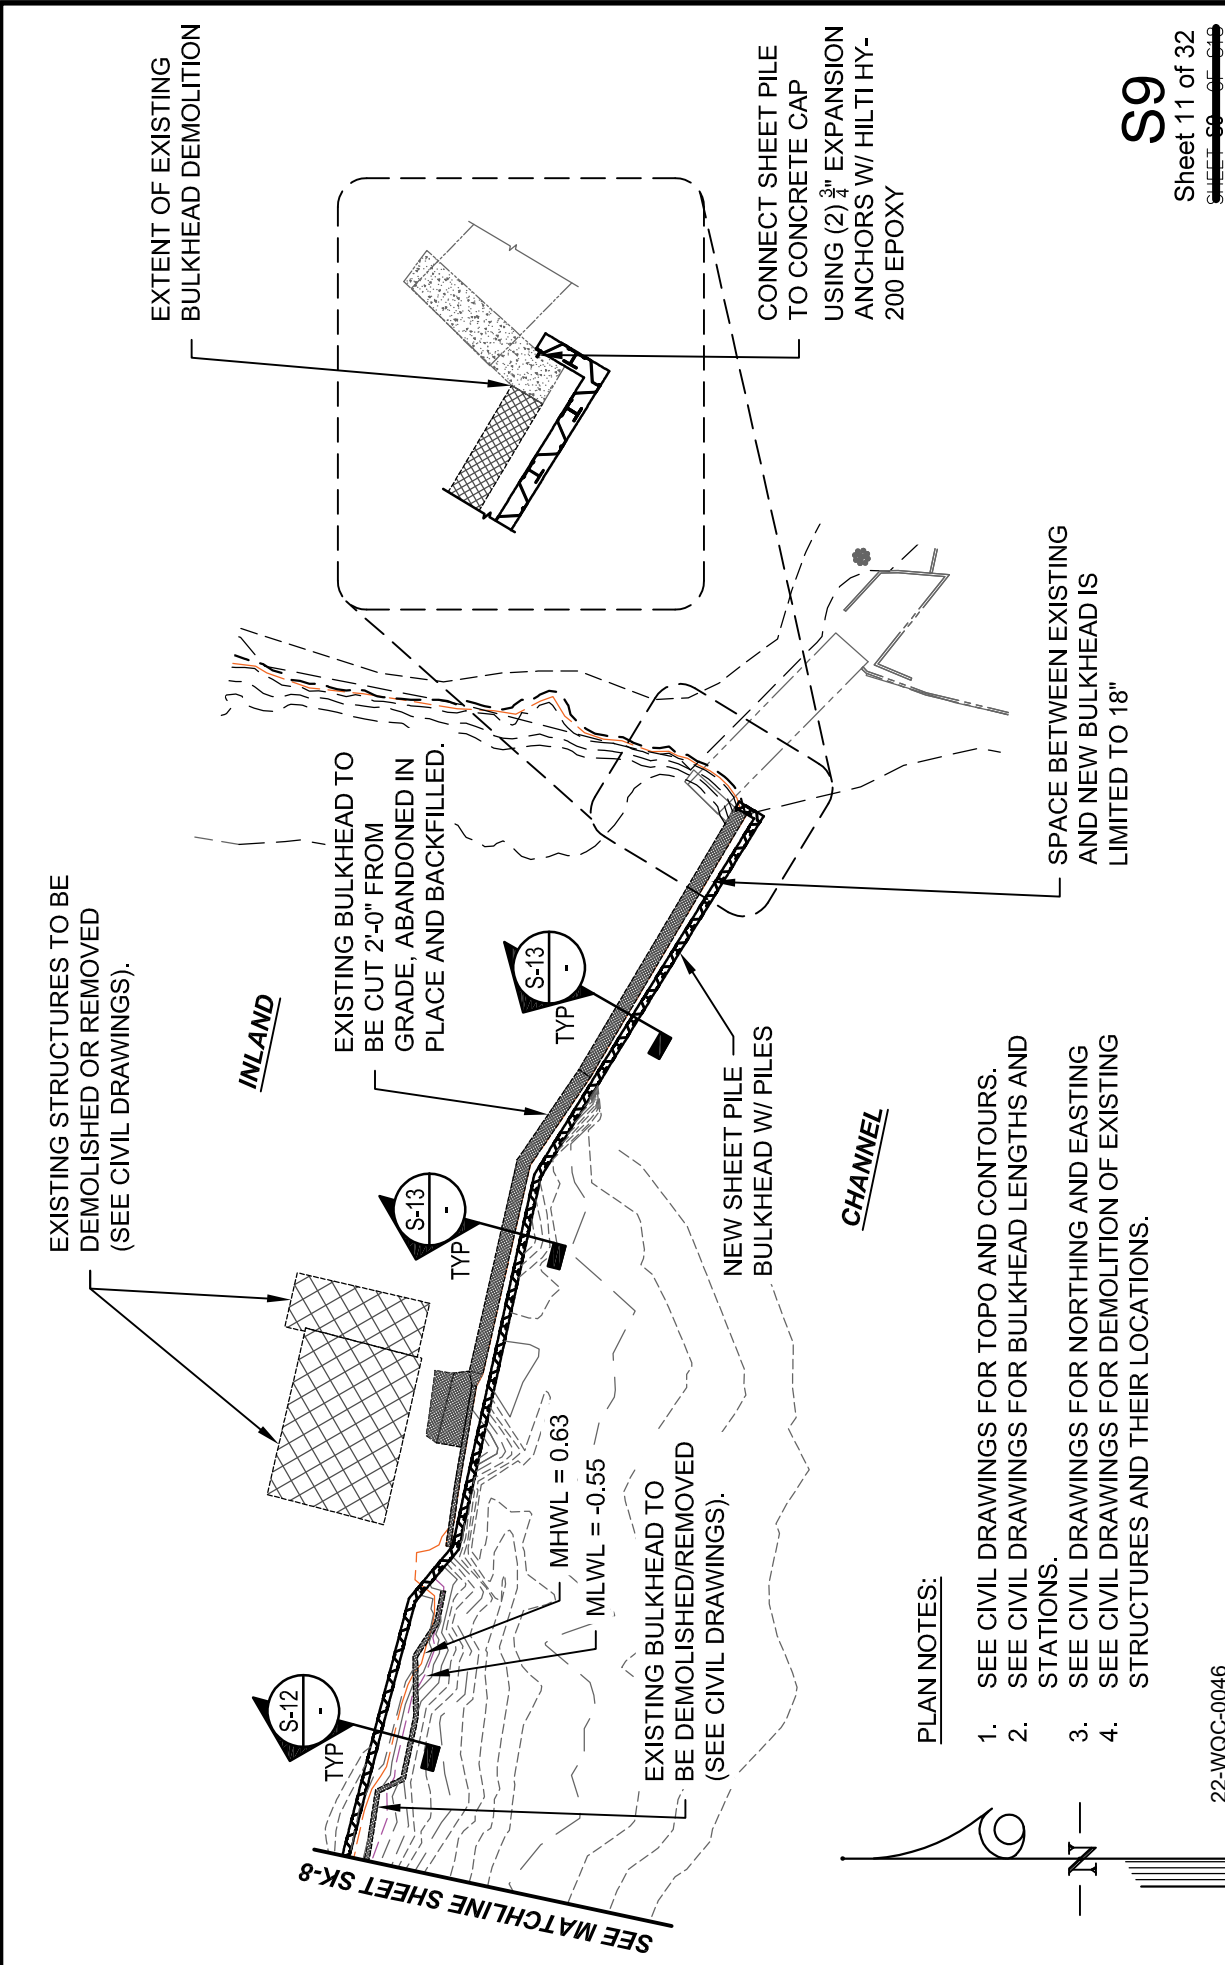 EXISTING STRUCTURES TO BE
DEMOLISHED OR REMOVED
(SEE CIVIL DRAWINGS).
EXTENT OF EXISTING
BULKHEAD DEMOLITION
INLAND
EXISTING BULKHEAD TO
BE CUT 2'-0" FROM
GRADE, ABANDONED IN
PLACE AND BACKFILLED.
S-12
-
TYP
S-13
-
TYP
S-13
-
TYP
SEE MATCHLINE SHEET SK-8
MHWL = 0.63
MLWL = -0.55
EXISTING BULKHEAD TO
BE DEMOLISHED/REMOVED
(SEE CIVIL DRAWINGS).
NEW SHEET PILE
BULKHEAD W/ PILES
CHANNEL
CONNECT SHEET PILE
TO CONCRETE CAP
USING (2) 3/4" EXPANSION
ANCHORS W/ HILTI HY-
200 EPOXY
SPACE BETWEEN EXISTING
AND NEW BULKHEAD IS
LIMITED TO 18"
PLAN NOTES:
1. SEE CIVIL DRAWINGS FOR TOPO AND CONTOURS.
2. SEE CIVIL DRAWINGS FOR BULKHEAD LENGTHS AND
STATIONS.
3. SEE CIVIL DRAWINGS FOR NORTHING AND EASTING
4. SEE CIVIL DRAWINGS FOR DEMOLITION OF EXISTING
STRUCTURES AND THEIR LOCATIONS.
N
22-WQC-0046
S9
Sheet 11 of 32